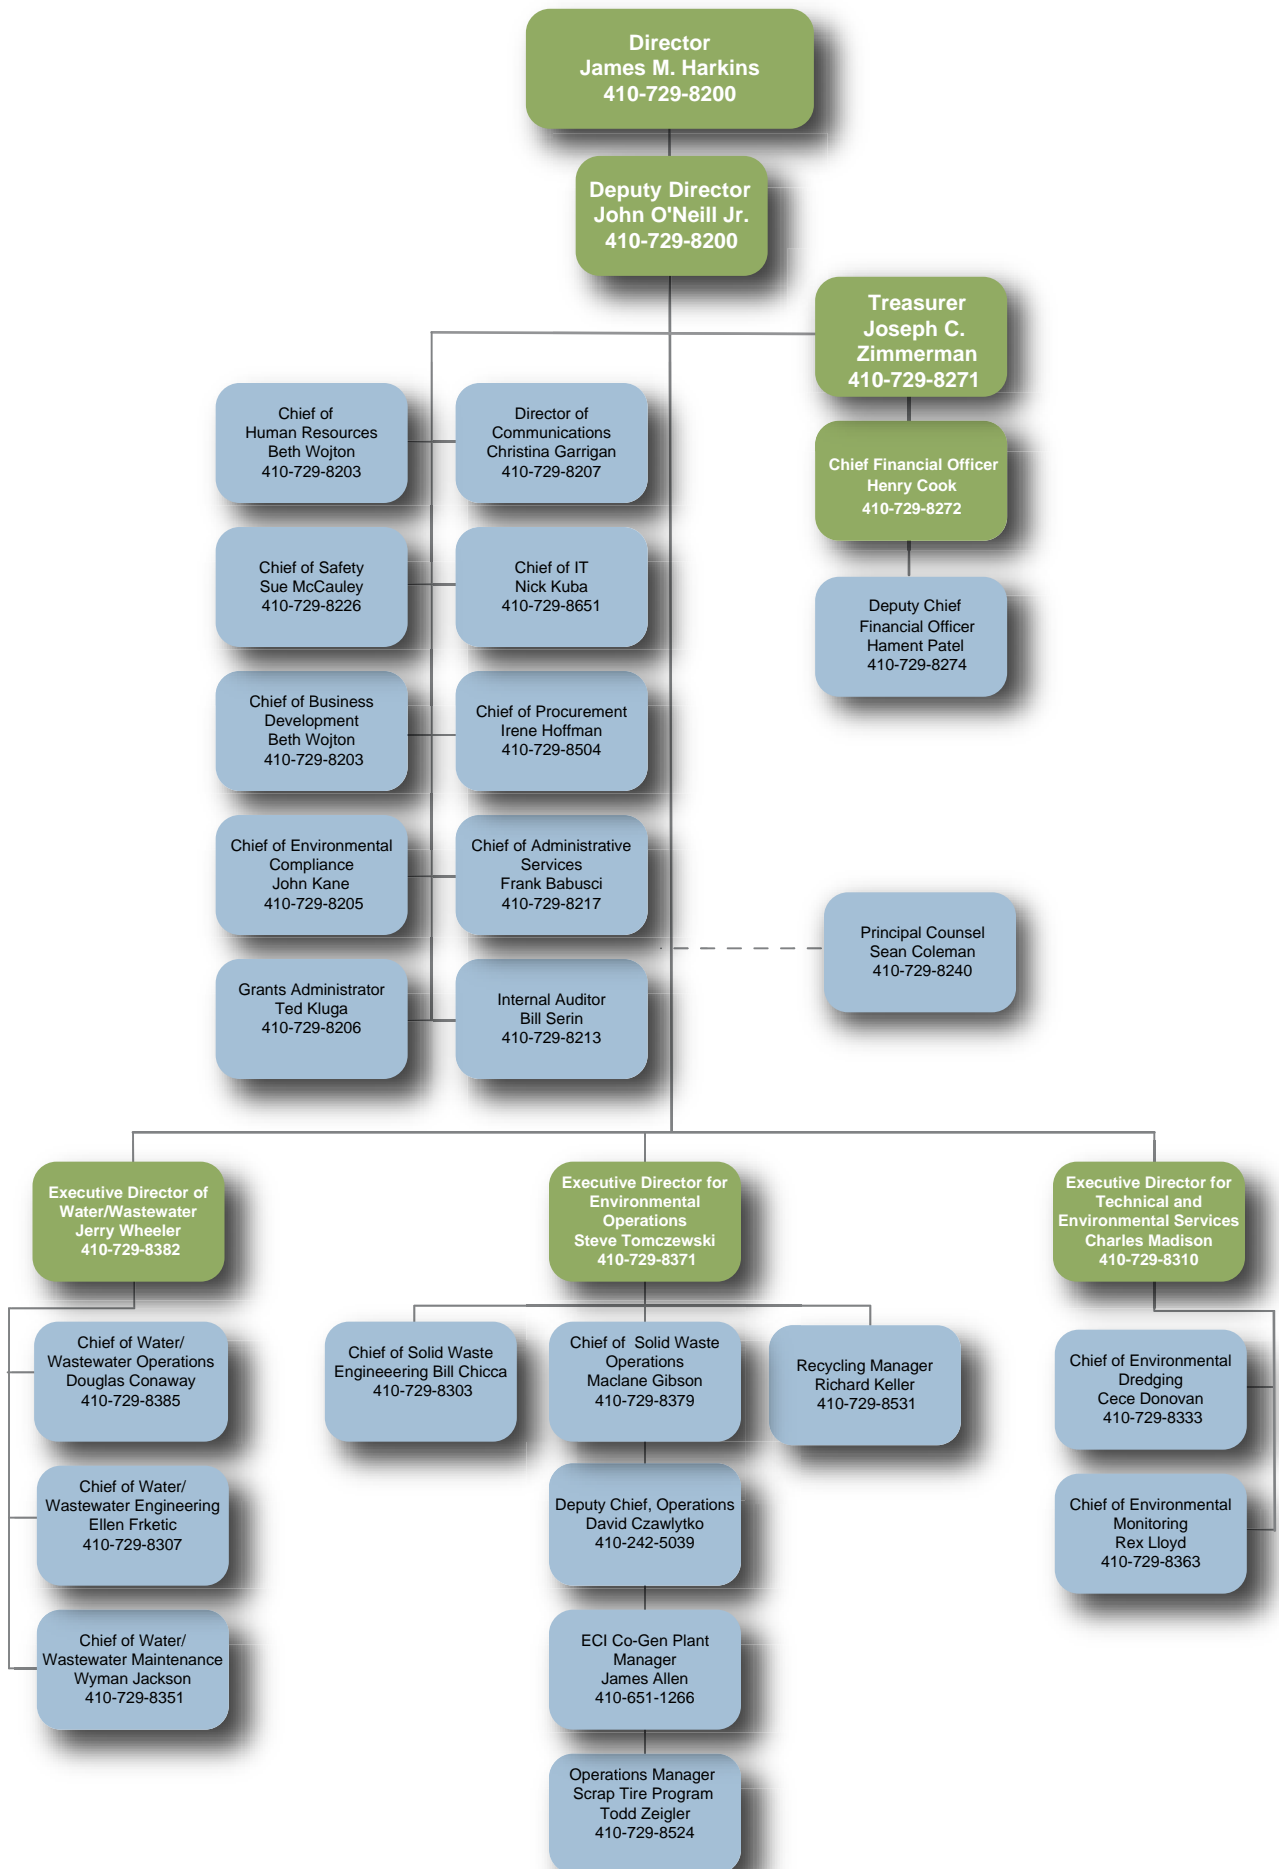 Director
James M. Harkins
410-729-8200
Deputy Director
John O'Neill Jr.
410-729-8200
Treasurer
Joseph C.
Zimmerman
410-729-8271
Chief Financial Officer
Henry Cook
410-729-8272
Deputy Chief
Financial Officer
Hament Patel
410-729-8274
Chief of
Human Resources
Beth Wojton
410-729-8203
Director of
Communications
Christina Garrigan
410-729-8207
Chief of Safety
Sue McCauley
410-729-8226
Chief of IT
Nick Kuba
410-729-8651
Chief of Business
Development
Beth Wojton
410-729-8203
Chief of Procurement
Irene Hoffman
410-729-8504
Chief of Environmental
Compliance
John Kane
410-729-8205
Chief of Administrative
Services
Frank Babusci
410-729-8217
Principal Counsel
Sean Coleman
410-729-8240
Grants Administrator
Ted Kluga
410-729-8206
Internal Auditor
Bill Serin
410-729-8213
Executive Director of
Water/Wastewater
Jerry Wheeler
410-729-8382
Executive Director for
Environmental
Operations
Steve Tomczewski
410-729-8371
Executive Director for
Technical and
Environmental Services
Charles Madison
410-729-8310
Chief of Water/
Wastewater Operations
Douglas Conaway
410-729-8385
Chief of Water/
Wastewater Engineering
Ellen Frketic
410-729-8307
Chief of Water/
Wastewater Maintenance
Wyman Jackson
410-729-8351
Chief of Solid Waste
Engineeering Bill Chicca
410-729-8303
Chief of  Solid Waste
Operations
Maclane Gibson
410-729-8379
Recycling Manager
Richard Keller
410-729-8531
Deputy Chief, Operations
David Czawlytko
410-242-5039
ECI Co-Gen Plant
Manager
James Allen
410-651-1266
Operations Manager
Scrap Tire Program
Todd Zeigler
410-729-8524
Chief of Environmental
Dredging
Cece Donovan
410-729-8333
Chief of Environmental
Monitoring
Rex Lloyd
410-729-8363